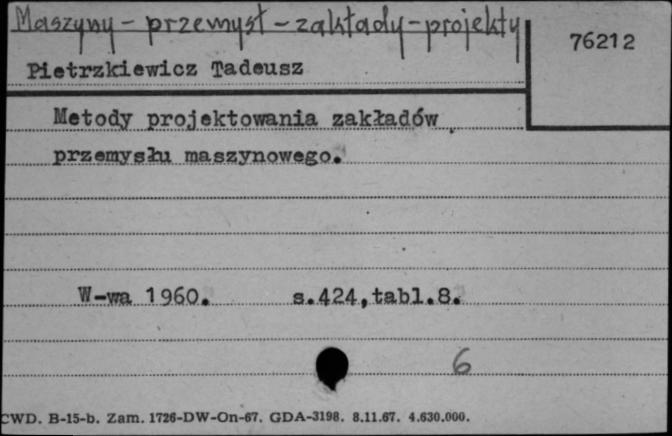 Maszyny - przemysł - zakłady - projekty
76212
Pietrzkiewicz Tadeusz
Metody projektowania zakładów
przemysłu maszynowego.
W-wa 1960. s.424,tabl.8.
6
CWD. B-15-b. Zam. 1726-DW-On-67. GDA-3198. 8.11.67. 4.630.000.